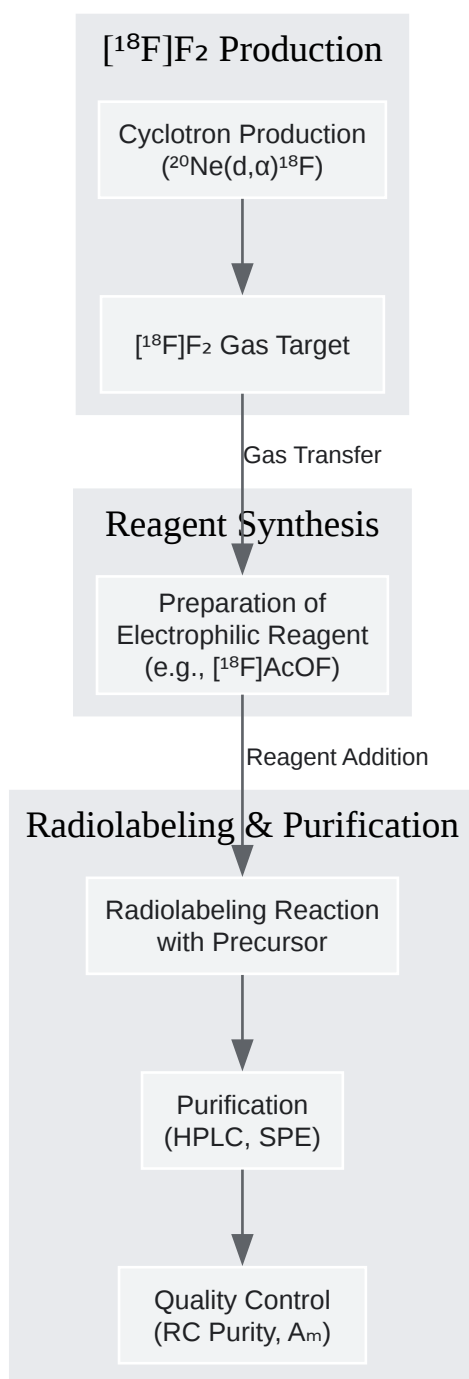 [¹⁸F]F₂ Production
Cyclotron Production
(²⁰Ne(d,α)¹⁸F)
[¹⁸F]F₂ Gas Target
Gas Transfer
Reagent Synthesis
Preparation of
Electrophilic Reagent
(e.g., [¹⁸F]AcOF)
Reagent Addition
Radiolabeling & Purification
Radiolabeling Reaction
with Precursor
Purification
(HPLC, SPE)
Quality Control
(RC Purity, Aₘ)